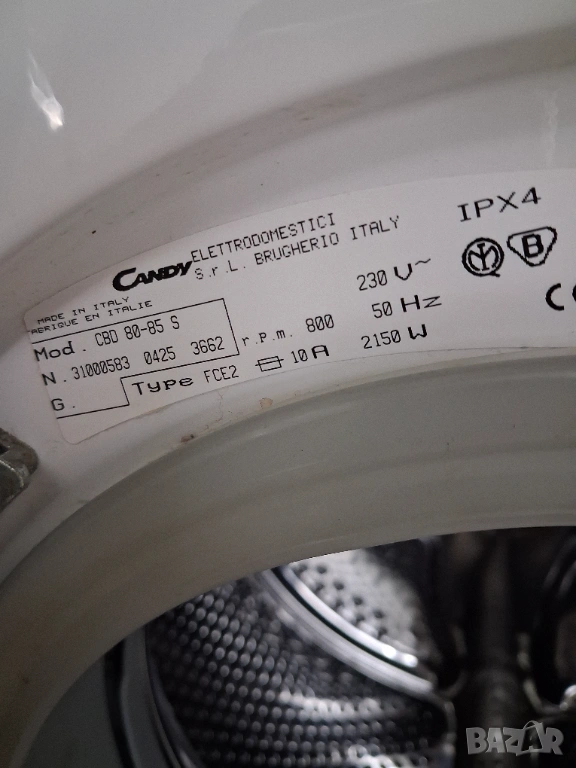 CANDY ELETTRODOMESTICI
S.r.L. BRUGHERIO ITALY
IPX4
MADE IN ITALY
FABRIQUE EN ITALIE
Mod. CBD 80-85 S
N. 31000583 0425 3662
G.
Type FCE2
r.p.m. 800
10 A
230 V~
50 Hz
2150 W
B
BAZAR